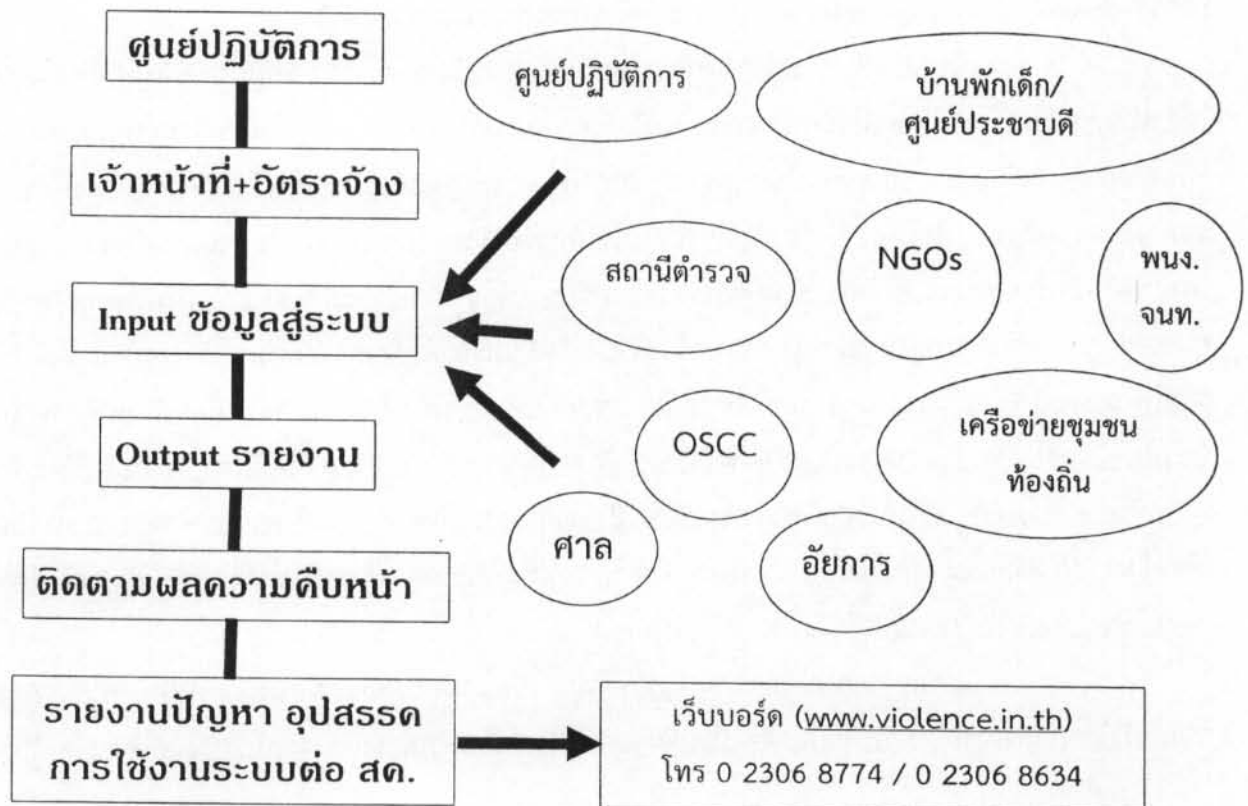 ศูนย์ปฏิบัติการ
เจ้าหน้าที่+อัตราจ้าง
Input ข้อมูลสู่ระบบ
Output รายงาน
ติดตามผลความคืบหน้า
รายงานปัญหา อุปสรรค
การใช้งานระบบต่อ สค.
ศูนย์ปฏิบัติการ
บ้านพักเด็ก/
ศูนย์ประชาบดี
สถานีตำรวจ
NGOs
พนง.
จนท.
OSCC
เครือข่ายชุมชน
ท้องถิ่น
ศาล
อัยการ
เว็บบอร์ด (www.violence.in.th)
โทร 0 2306 8774 / 0 2306 8634